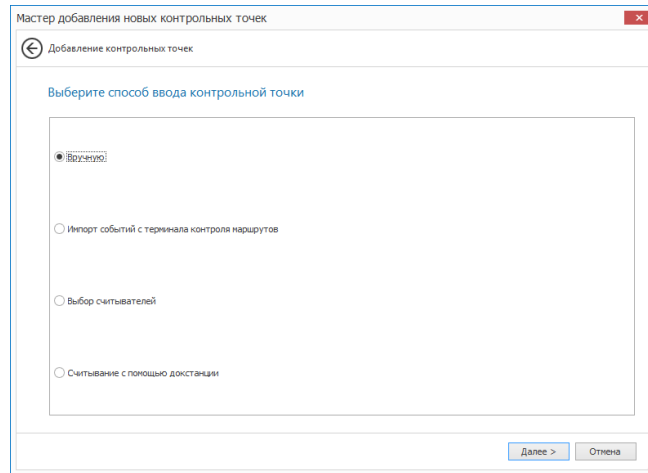 Мастер добавления новых контрольных точек
Добавление контрольных точек
Выберите способ ввода контрольной точки
Вручную
Импорт событий с терминала контроля маршрутов
Выбор считывателей
Считывание с помощью докстанции
Далее > Отмена